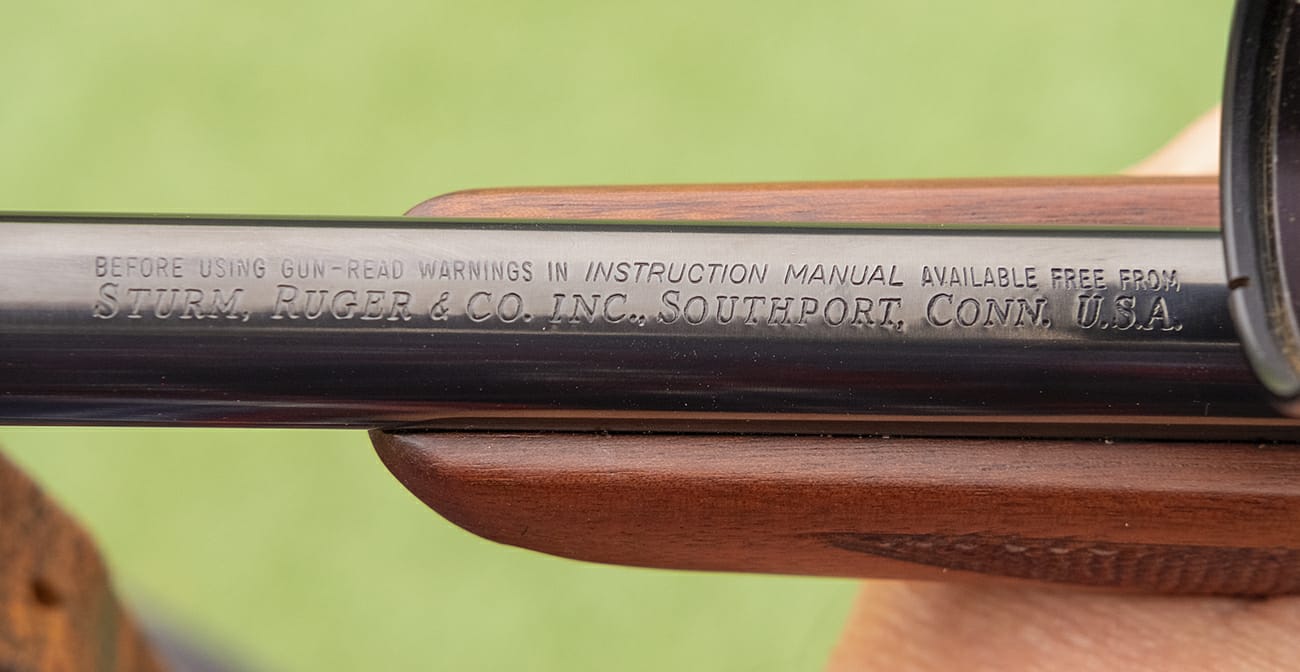 BEFORE USING GUN-READ WARNINGS IN INSTRUCTION MANUAL AVAILABLE FREE FROM
STURM, RUGER & CO. INC., SOUTHPORT, CONN. U.S.A.